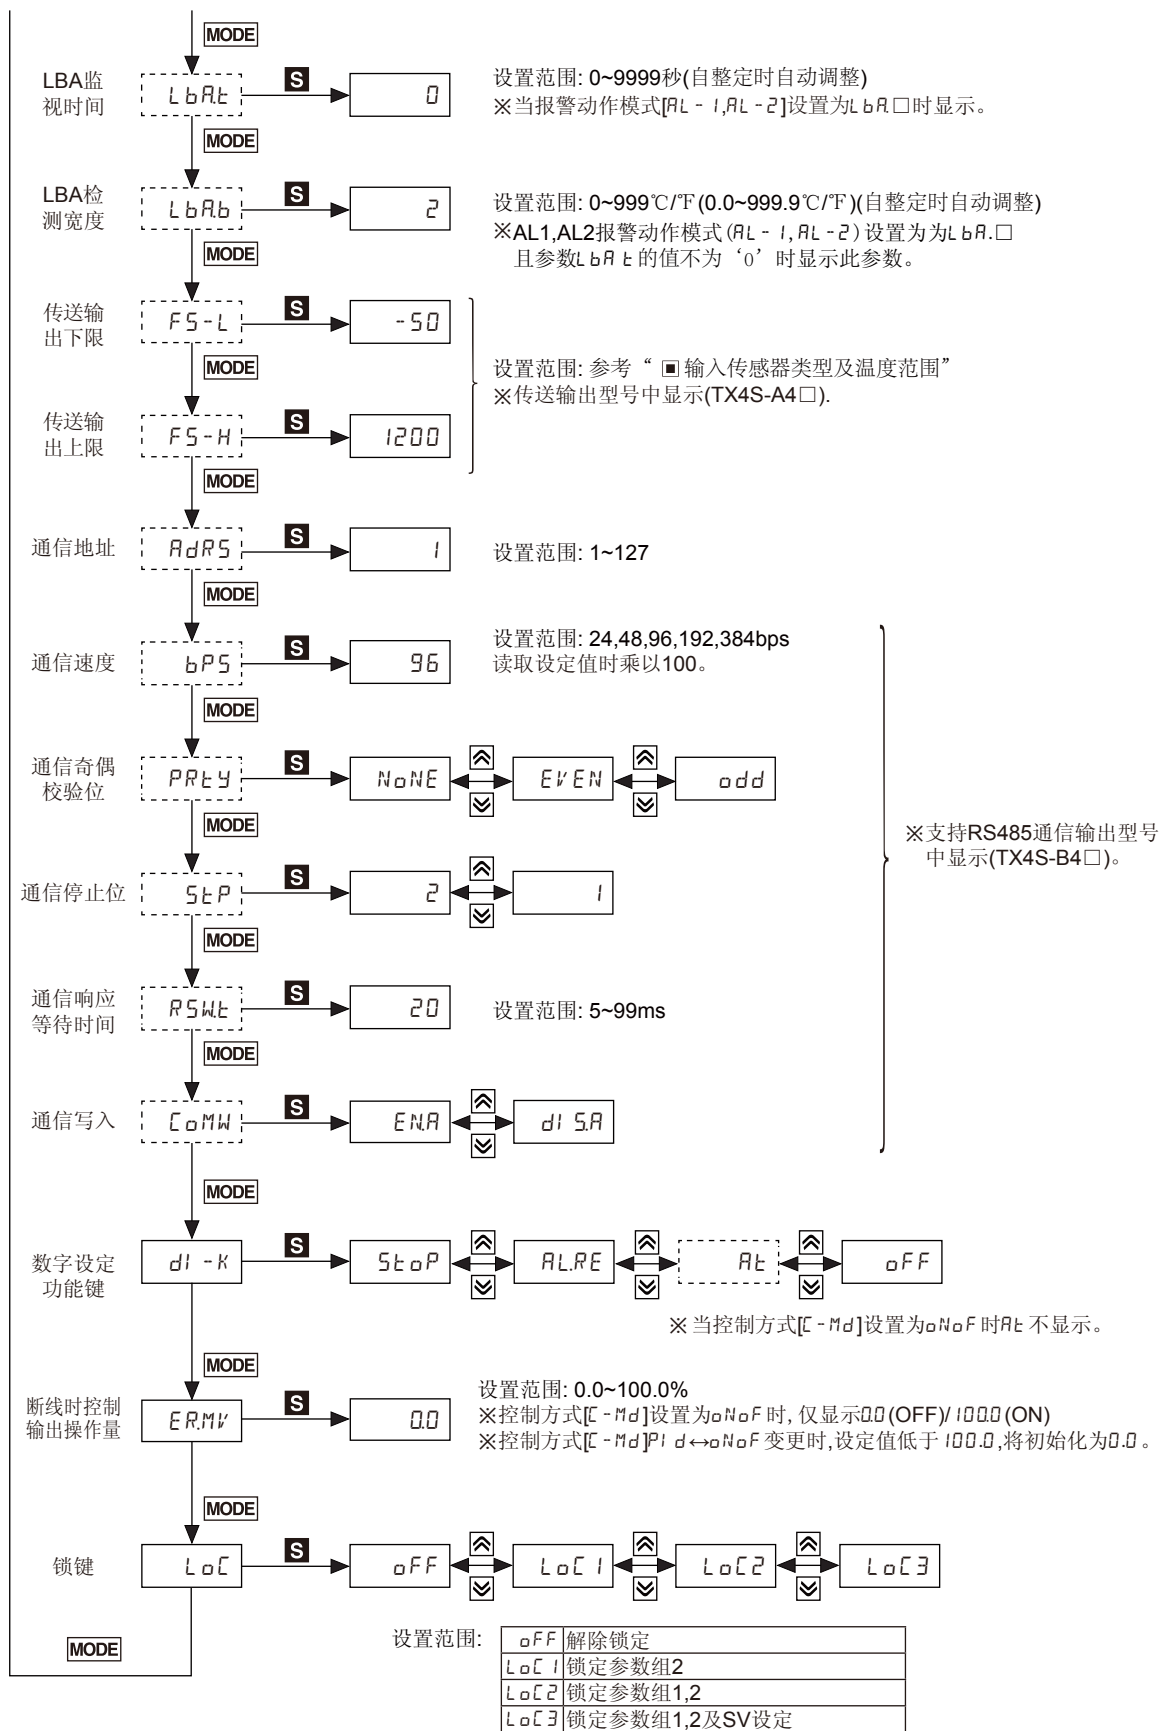 MODE
LBA监
视时间
LbA.t
S
0
设置范围: 0~9999秒(自整定时自动调整)
※当报警动作模式[AL-1,AL-2]设置为LbA.□时显示。
MODE
LBA检
测宽度
LbA.b
S
2
设置范围: 0~999℃/℉(0.0~999.9℃/℉)(自整定时自动调整)
※AL1,AL2报警动作模式(AL-1,AL-2)设置为为LbA.□
且参数LbA t的值不为‘0’时显示此参数。
MODE
传送输
出下限
FS-L
S
-50
MODE
设置范围: 参考“▣输入传感器类型及温度范围”
※传送输出型号中显示(TX4S-A4□).
传送输
出上限
FS-H
S
1200
MODE
通信地址
AdRS
S
1
设置范围: 1~127
MODE
通信速度
bPS
S
96
设置范围: 24,48,96,192,384bps
读取设定值时乘以100。
MODE
通信奇偶
校验位
PRtY
S
NoNE
EVEN
odd
MODE
※支持RS485通信输出型号
中显示(TX4S-B4□)。
通信停止位
StP
S
2
1
MODE
通信响应
等待时间
RSW.t
S
20
设置范围: 5~99ms
MODE
通信写入
CoMW
S
EN.A
dIS.A
MODE
数字设定
功能键
dI-K
S
StoP
AL.RE
At
oFF
※当控制方式[C-Md]设置为oNoF时At不显示。
MODE
断线时控制
输出操作量
ER.MV
S
0.0
设置范围: 0.0~100.0%
※控制方式[C-Md]设置为oNoF时,仅显示0.0(OFF)/100.0(ON)
※控制方式[C-Md]PId↔oNoF变更时,设定值低于100.0,将初始化为0.0。
MODE
锁键
LoC
S
oFF
LoC1
LoC2
LoC3
MODE
设置范围:
oFF 解除锁定
LoC1 锁定参数组2
LoC2 锁定参数组1,2
LoC3 锁定参数组1,2及SV设定